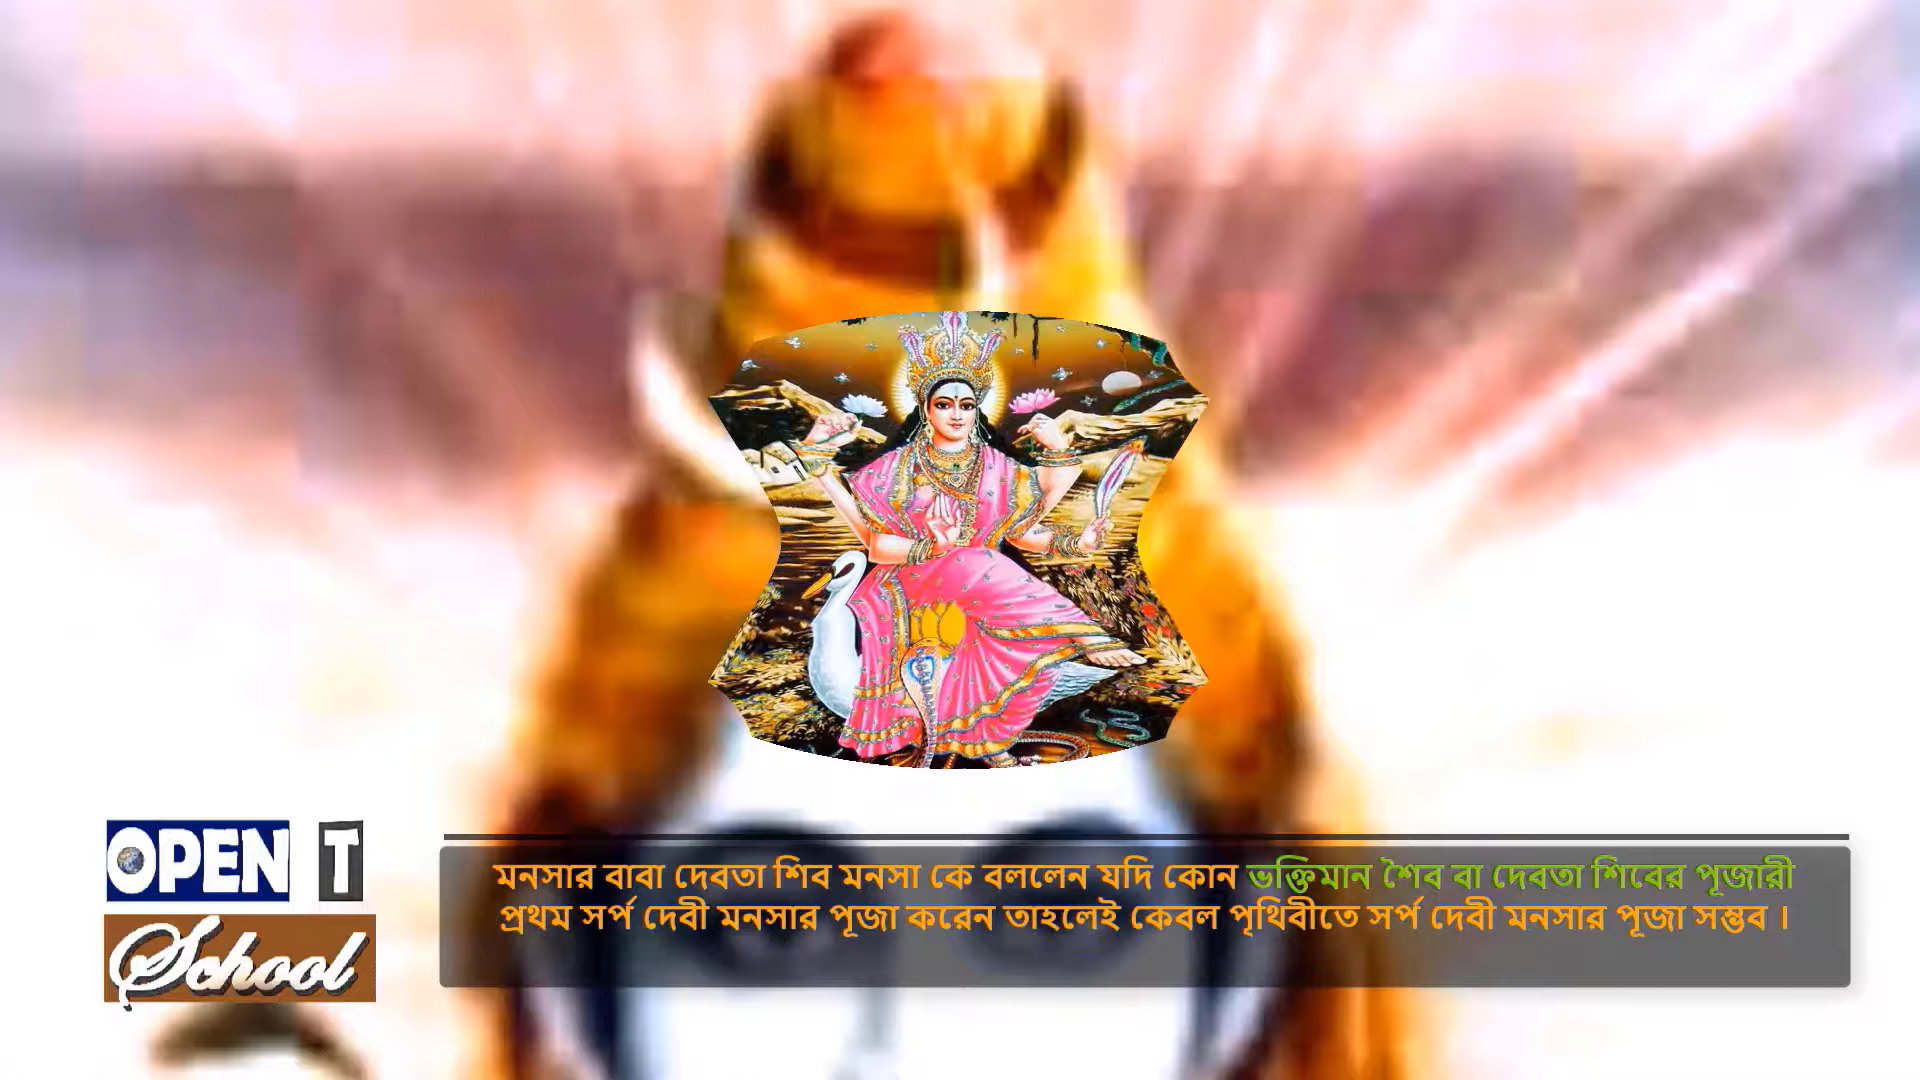 OPEN T
School
মনসার বাবা দেবতা শিব মনসা কে বললেন যদি কোন ভক্তিমান শৈব বা দেবতা শিবের পূজারী
প্রথম সর্প দেবী মনসার পূজা করেন তাহলেই কেবল পৃথিবীতে সর্প দেবী মনসার পূজা সম্ভব ।